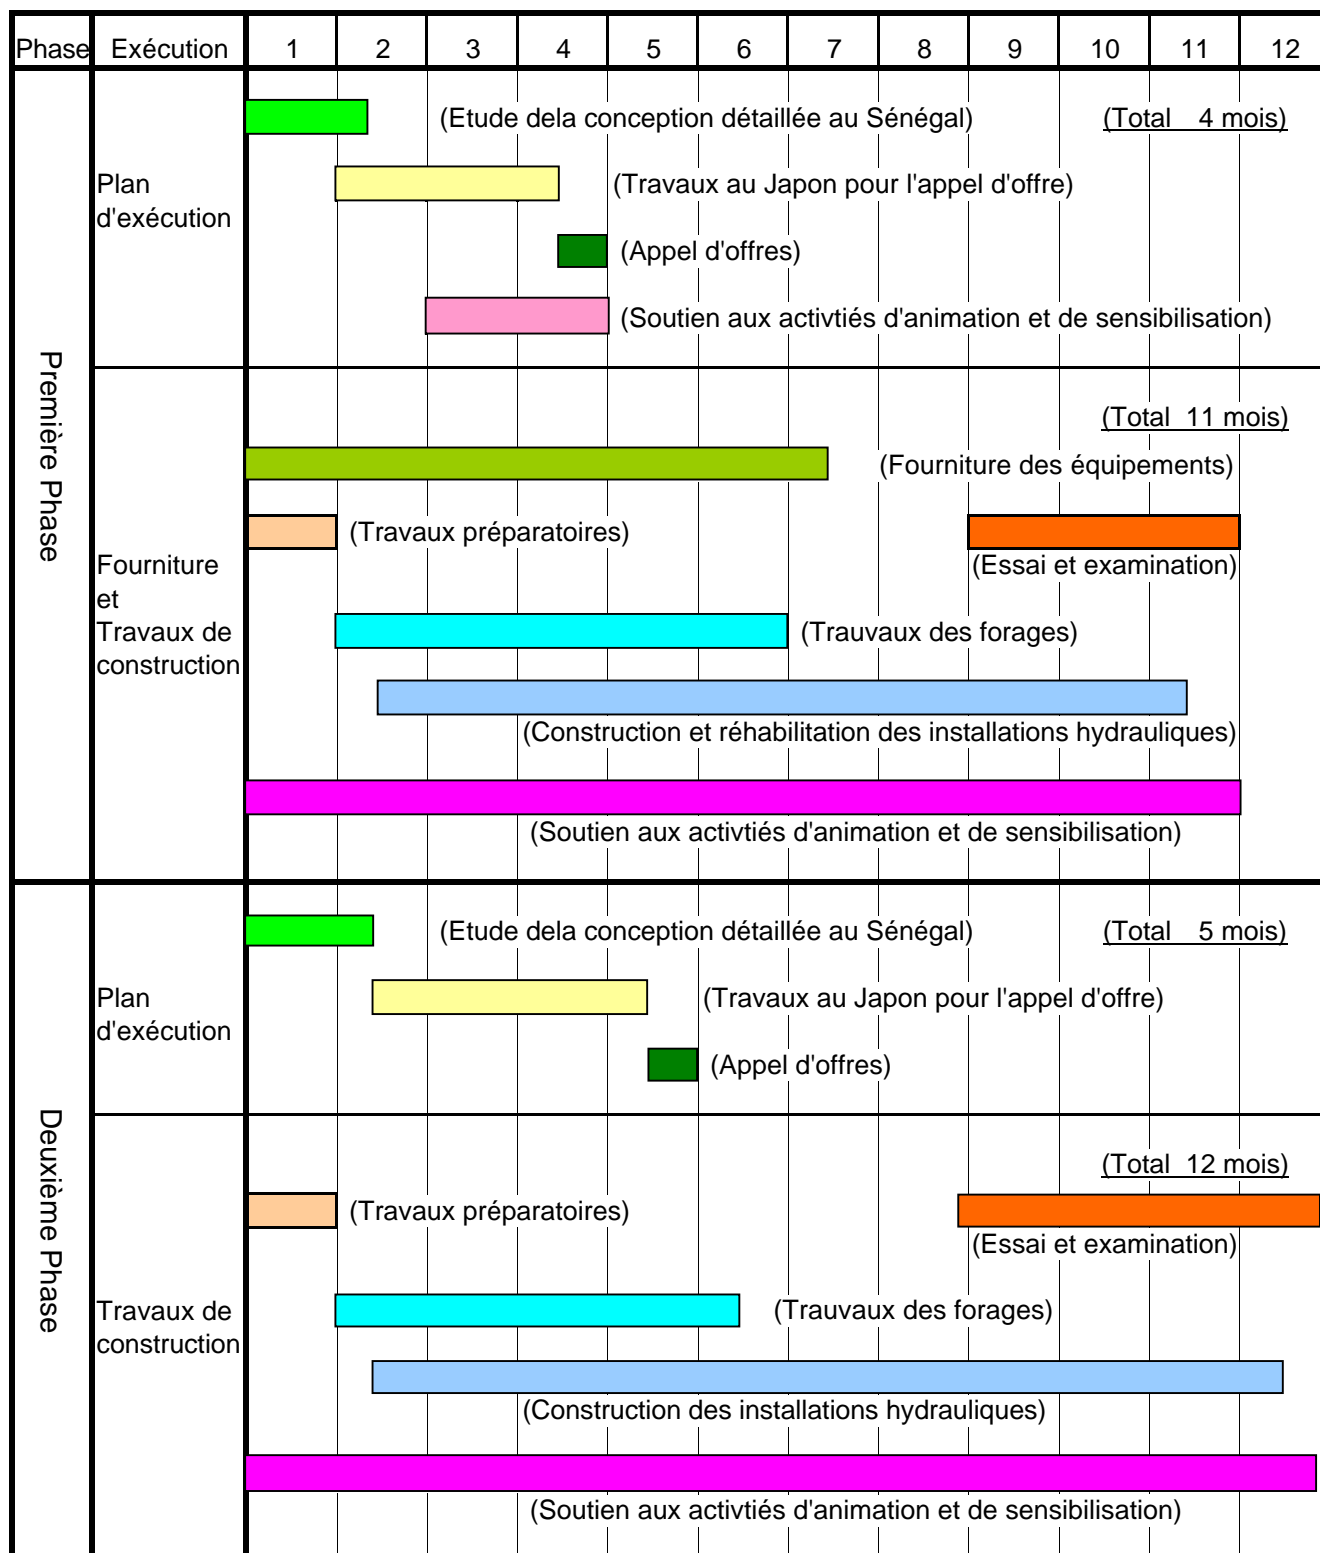 Phase Exécution 1 2 3 4 5 6 7 8 9 10 11 12
Première Phase
Plan
d'exécution
(Etude dela conception détaillée au Sénégal) (Total 4 mois)
(Travaux au Japon pour l'appel d'offre)
(Appel d'offres)
(Soutien aux activtiés d'animation et de sensibilisation)
Fourniture
et
Travaux de
construction
(Total 11 mois)
(Fourniture des équipements)
(Travaux préparatoires)
(Essai et examination)
(Trauvaux des forages)
(Construction et réhabilitation des installations hydrauliques)
(Soutien aux activtiés d'animation et de sensibilisation)
Deuxième Phase
Plan
d'exécution
(Etude dela conception détaillée au Sénégal) (Total 5 mois)
(Travaux au Japon pour l'appel d'offre)
(Appel d'offres)
Travaux de
construction
(Total 12 mois)
(Travaux préparatoires)
(Essai et examination)
(Trauvaux des forages)
(Construction des installations hydrauliques)
(Soutien aux activtiés d'animation et de sensibilisation)